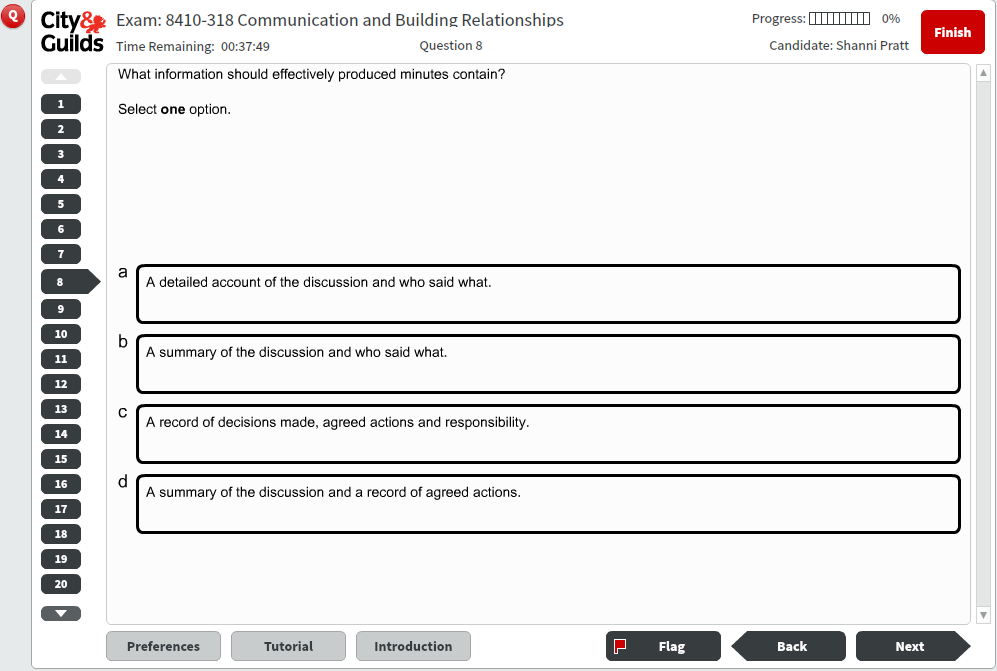 Q
City& Guilds
Exam: 8410-318 Communication and Building Relationships
Progress: 0%
Finish
Time Remaining: 00:37:49
Question 8
Candidate: Shanni Pratt
What information should effectively produced minutes contain?
Select one option.
1
2
3
4
5
6
7
8
9
10
11
12
13
14
15
16
17
18
19
20
a
A detailed account of the discussion and who said what.
b
A summary of the discussion and who said what.
c
A record of decisions made, agreed actions and responsibility.
d
A summary of the discussion and a record of agreed actions.
Preferences
Tutorial
Introduction
Flag
Back
Next